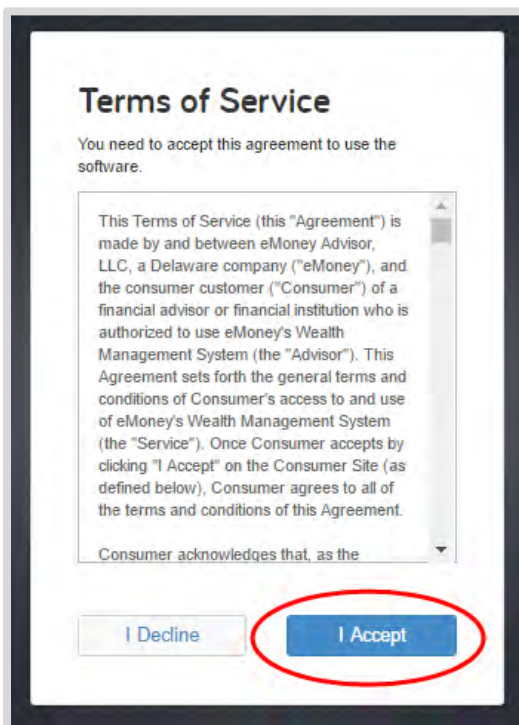 Terms of Service
You need to accept this agreement to use the
software.
This Terms of Service (this "Agreement") is
made by and between eMoney Advisor,
LLC, a Delaware company ("eMoney"), and
the consumer customer ("Consumer") of a
financial advisor or financial institution who is
authorized to use eMoney's Wealth
Management System (the "Advisor"). This
Agreement sets forth the general terms and
conditions of Consumer's access to and use
of eMoney's Wealth Management System
(the "Service"). Once Consumer accepts by
clicking "I Accept" on the Consumer Site (as
defined below), Consumer agrees to all of
the terms and conditions of this Agreement.
Consumer acknowledges that, as the
I Decline
I Accept